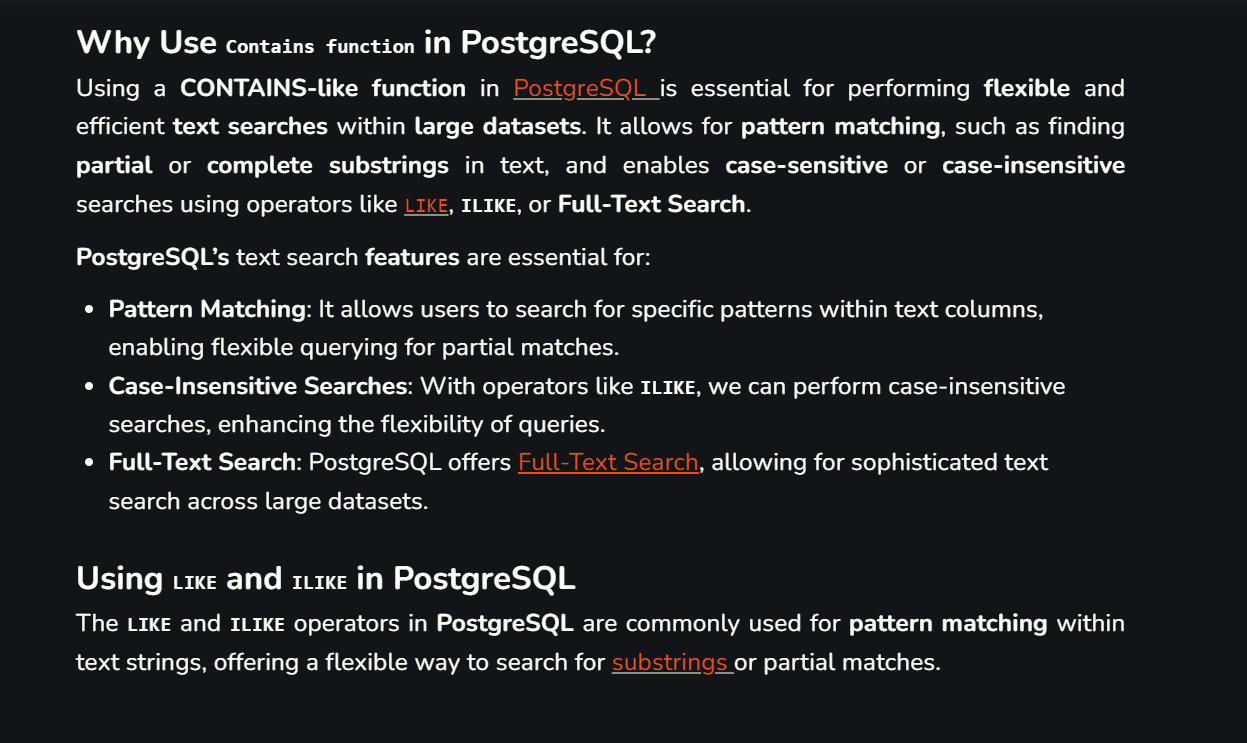 Why Use Contains function in PostgreSQL?
Using a CONTAINS-like function in PostgreSQL is essential for performing flexible and
efficient text searches within large datasets. It allows for pattern matching, such as finding
partial or complete substrings in text, and enables case-sensitive or case-insensitive
searches using operators like LIKE, ILIKE, or Full-Text Search.
PostgreSQL’s text search features are essential for:
• Pattern Matching: It allows users to search for specific patterns within text columns,
enabling flexible querying for partial matches.
• Case-Insensitive Searches: With operators like ILIKE, we can perform case-insensitive
searches, enhancing the flexibility of queries.
• Full-Text Search: PostgreSQL offers Full-Text Search, allowing for sophisticated text
search across large datasets.
Using LIKE and ILIKE in PostgreSQL
The LIKE and ILIKE operators in PostgreSQL are commonly used for pattern matching within
text strings, offering a flexible way to search for substrings or partial matches.